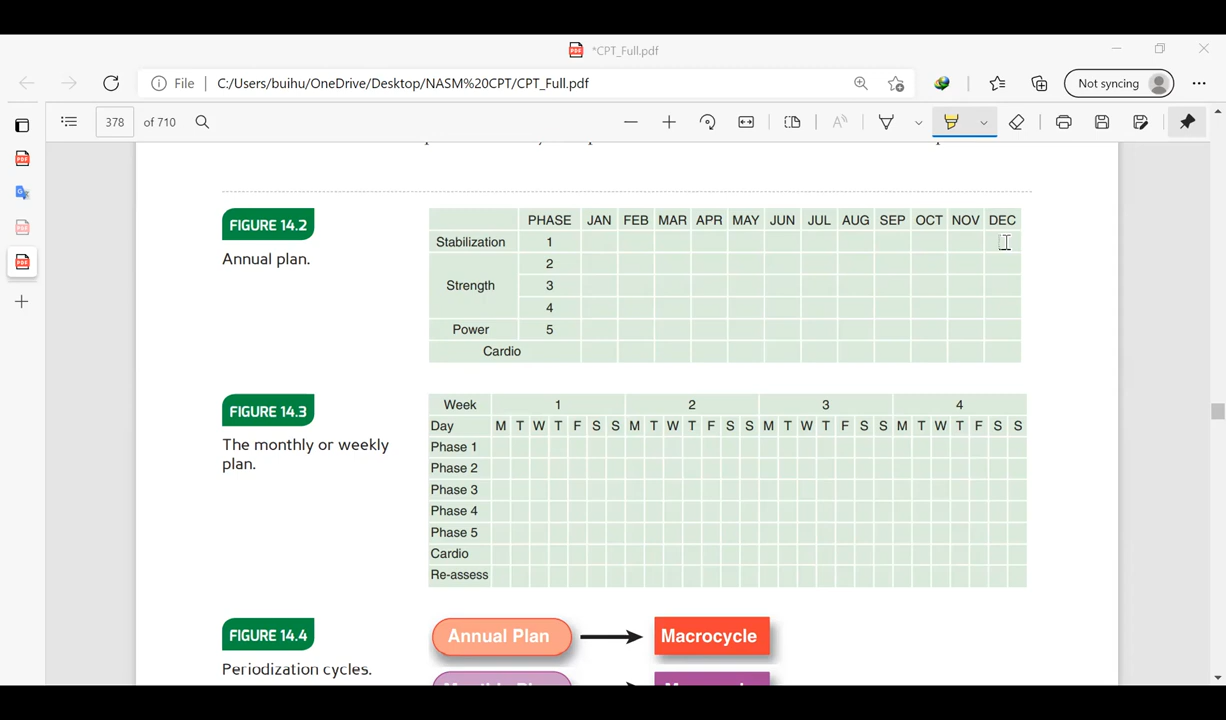 *CPT_Full.pdf
File | C:/Users/buihu/OneDrive/Desktop/NASM%20CPT/CPT_Full.pdf
Not syncing
378 of 710
FIGURE 14.2
Annual plan.
PHASE JAN FEB MAR APR MAY JUN JUL AUG SEP OCT NOV DEC
Stabilization 1
2
Strength 3
4
Power 5
Cardio
FIGURE 14.3
The monthly or weekly
plan.
Week 1 2 3 4
Day M T W T F S S M T W T F S S M T W T F S S M T W T F S S
Phase 1
Phase 2
Phase 3
Phase 4
Phase 5
Cardio
Re-assess
FIGURE 14.4
Periodization cycles.
Annual Plan Macrocycle